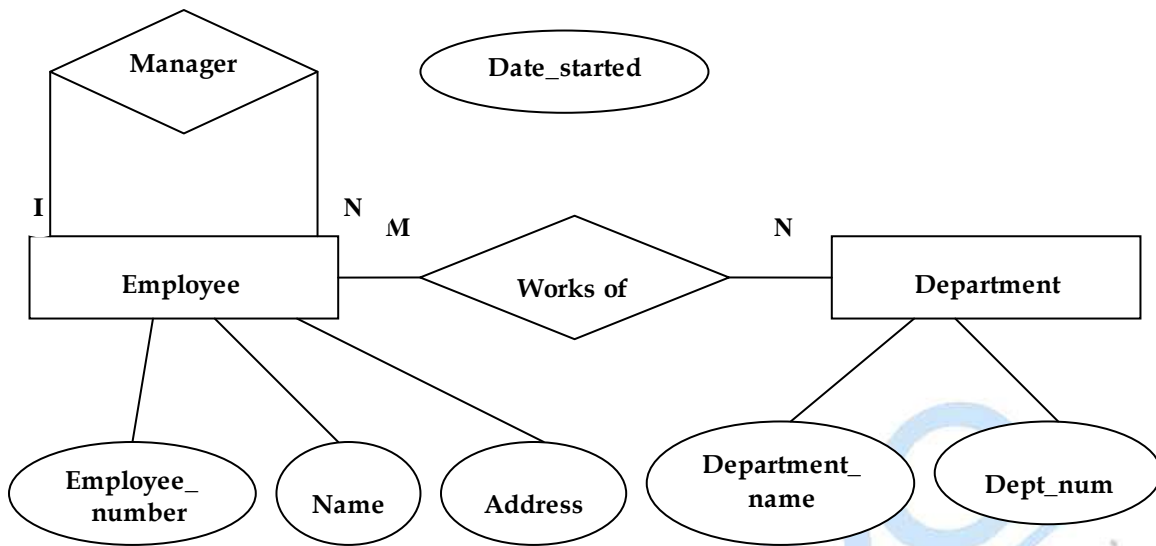 Manager
Date_started
I
N
M
N
Employee
Works of
Department
Employee_
number
Name
Address
Department_
name
Dept_num